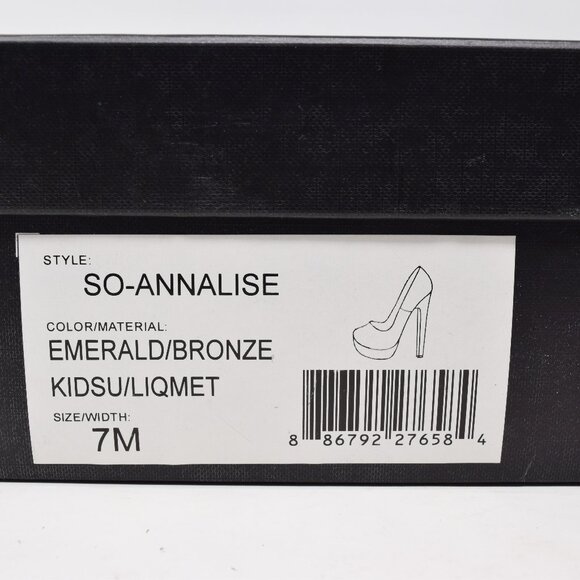 STYLE:
SO-ANNALISE
COLOR/MATERIAL:
EMERALD/BRONZE
KIDSU/LIQMET
SIZE/WIDTH:
7M
8 86792 27658 4